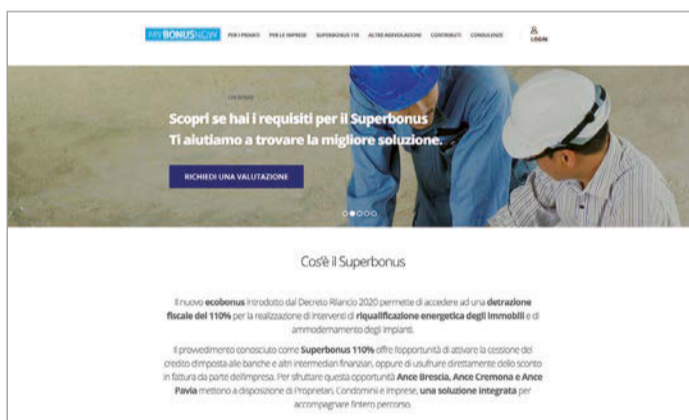 MYBONUSNOW
PER I PRIVATI PER LE IMPRESE SUPERBONUS 110 ALTRE AGEVOLAZIONI CONTRIBUTI CONSULENZE
LOGIN
Scopri se hai i requisiti per il Superbonus
Ti aiutiamo a trovare la migliore soluzione.
RICHIEDI UNA VALUTAZIONE
Cos'è il Superbonus
Il nuovo ecobonus introdotto dal Decreto Rilancio 2020 permette di accedere ad una detrazione
fiscale del 110% per la realizzazione di interventi di riqualificazione energetica degli immobili e di
ammodernamento degli impianti.
Il provvedimento conosciuto come Superbonus 110% offre l'opportunità di attivare la cessione del
credito d'imposta alle banche e altri intermediari finanziari, oppure di usufruire direttamente dello sconto
in fattura da parte dell'impresa. Per sfruttare questa opportunità Ance Brescia, Ance Cremona e Ance
Pavia mettono a disposizione di Proprietari, Condomini e Imprese, una soluzione integrata per
accompagnare l'intero percorso.